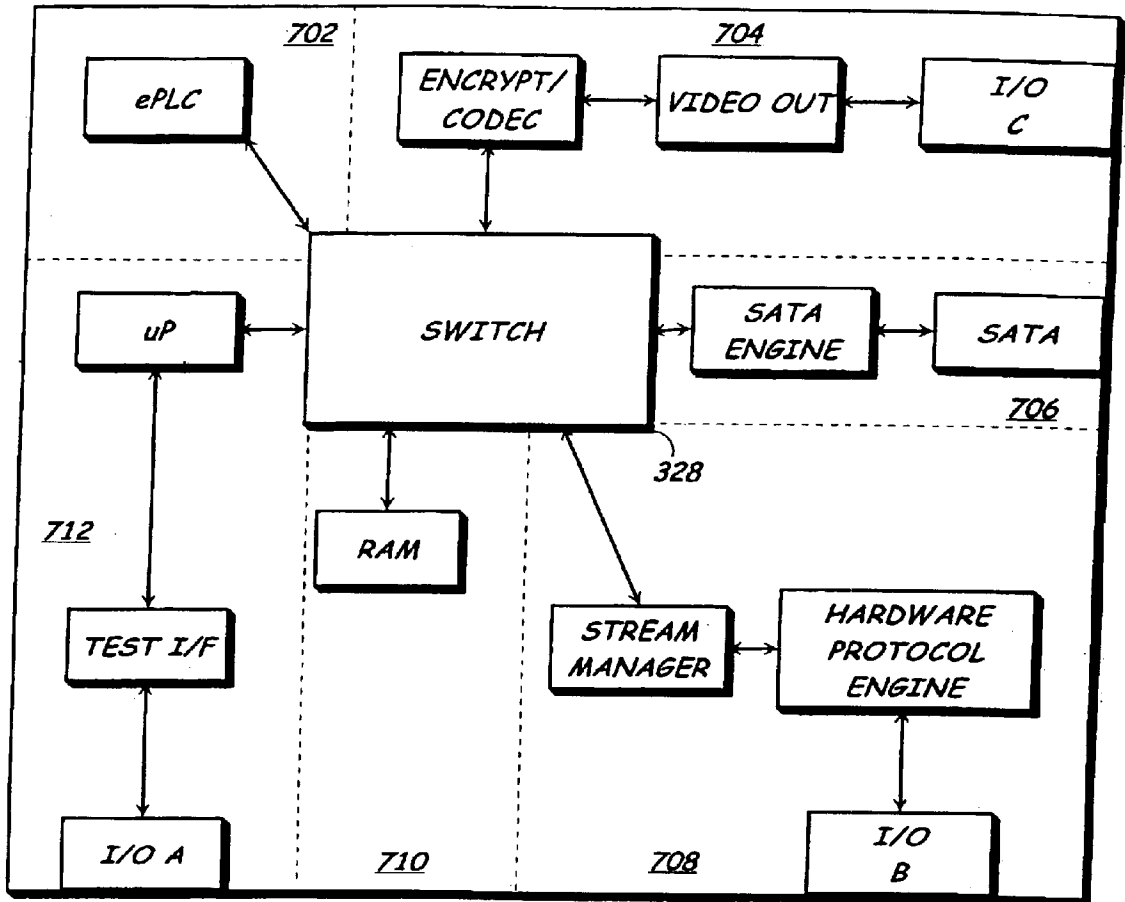 702
704
ePLC
ENCRYPT/
CODEC
VIDEO OUT
I/O
C
uP
SWITCH
SATA
ENGINE
SATA
706
328
RAM
712
TEST I/F
STREAM
MANAGER
HARDWARE
PROTOCOL
ENGINE
I/O A
710
708
I/O
B